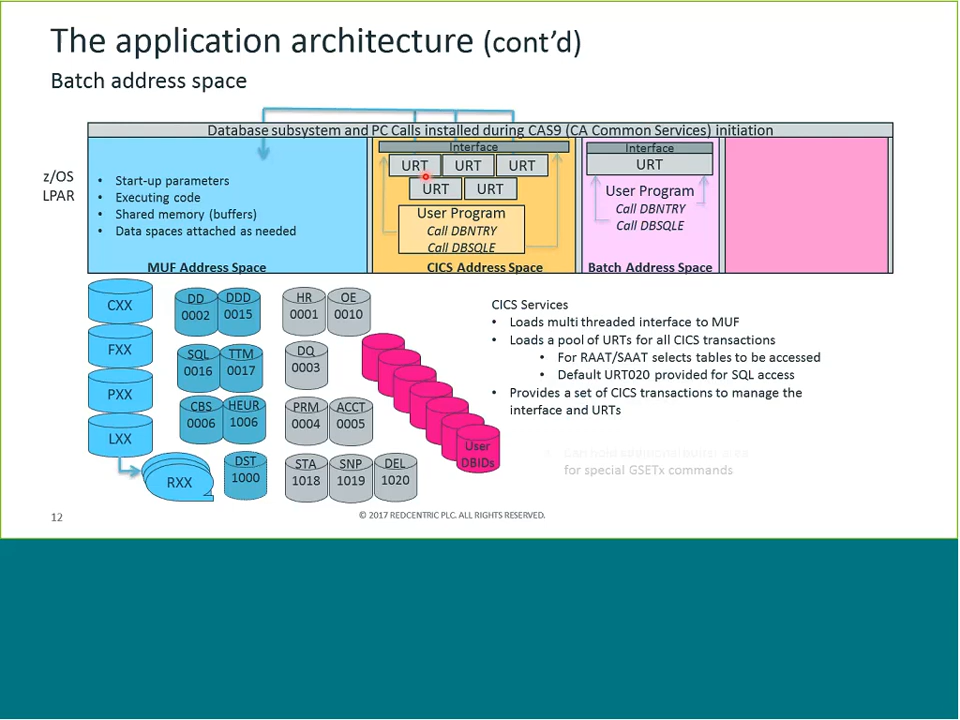 The application architecture (cont’d)
Batch address space
Database subsystem and PC Calls installed during CAS9 (CA Common Services) initiation
z/OS
LPAR
• Start-up parameters
• Executing code
• Shared memory (buffers)
• Data spaces attached as needed
MUF Address Space
Interface
URT URT URT
URT URT
User Program
Call DBNTRY
Call DBSQLE
CICS Address Space
Interface
URT
User Program
Call DBNTRY
Call DBSQLE
Batch Address Space
CXX
FXX
PXX
LXX
RXX
DD
0002
DDD
0015
SQL
0016
TTM
0017
CBS
0006
HEUR
1006
DST
1000
HR
0001
OE
0010
DQ
0003
PRM
0004
ACCT
0005
STA
1018
SNP
1019
DEL
1020
User
DBIDs
CICS Services
• Loads multi threaded interface to MUF
• Loads a pool of URTs for all CICS transactions
• For RAAT/SAAT selects tables to be accessed
• Default URT020 provided for SQL access
• Provides a set of CICS transactions to manage the
interface and URTs
for special GSETx commands
12
© 2017 REDCENTRIC PLC. ALL RIGHTS RESERVED.